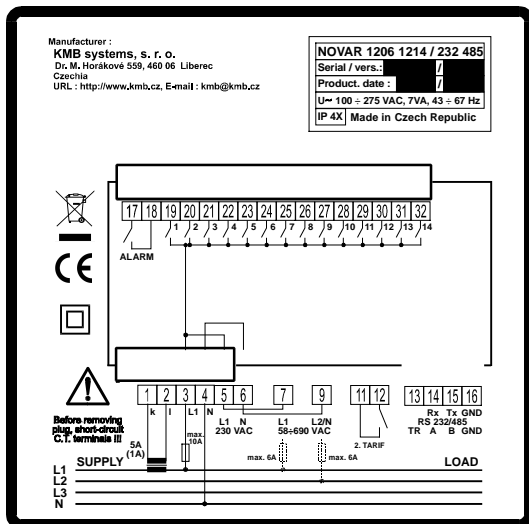 Manufacturer :
KMB systems, s. r. o.
Dr. M. Horákové 559, 460 06 Liberec
Czechia
URL : http://www.kmb.cz, E-mail : kmb@kmb.cz
NOVAR 1206 1214 / 232 485
Serial / vers.: /
Product. date : /
U~ 100 ÷ 275 VAC, 7VA, 43 ÷ 67 Hz
IP 4X Made in Czech Republic
17 18 19 20 21 22 23 24 25 26 27 28 29 30 31 32
1 2 3 4 5 6 7 8 9 10 11 12 13 14
ALARM
CE
1 2 3 4 5 6 7 9 11 12 13 14 15 16
k l L1 N
L1 N
230 VAC
L1 L2/N
58÷690 VAC
2. TARIF
Rx Tx GND
RS 232/485
TR A B GND
Before removing
plug, short-circuit
C.T. terminals !!!
5A
(1A)
max.
10A
max. 6A
max. 6A
SUPPLY
LOAD
L1
L2
L3
N